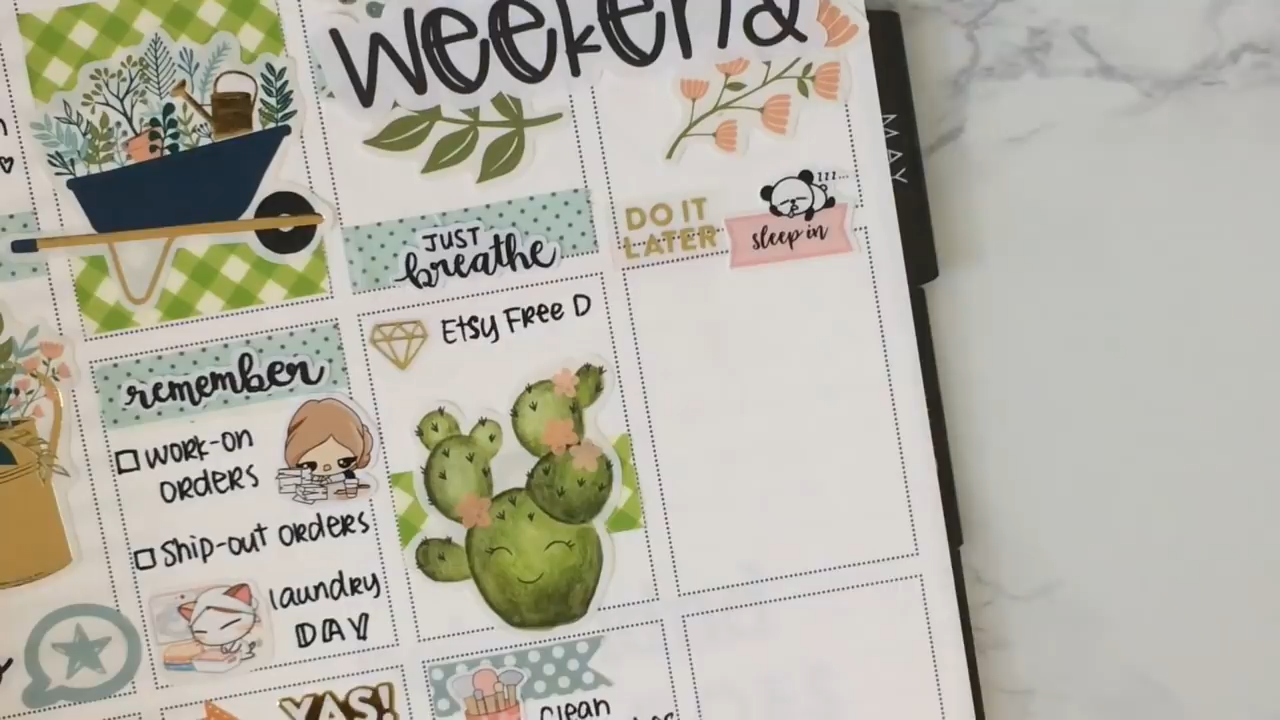 weekend
MAY
JUST
breathe
DO IT
LATER
zzz...
sleep in
Etsy Free D
remember
WORK-ON
ORDERS
Ship-out ORDERS
laundry
DAY
YAS!
clean